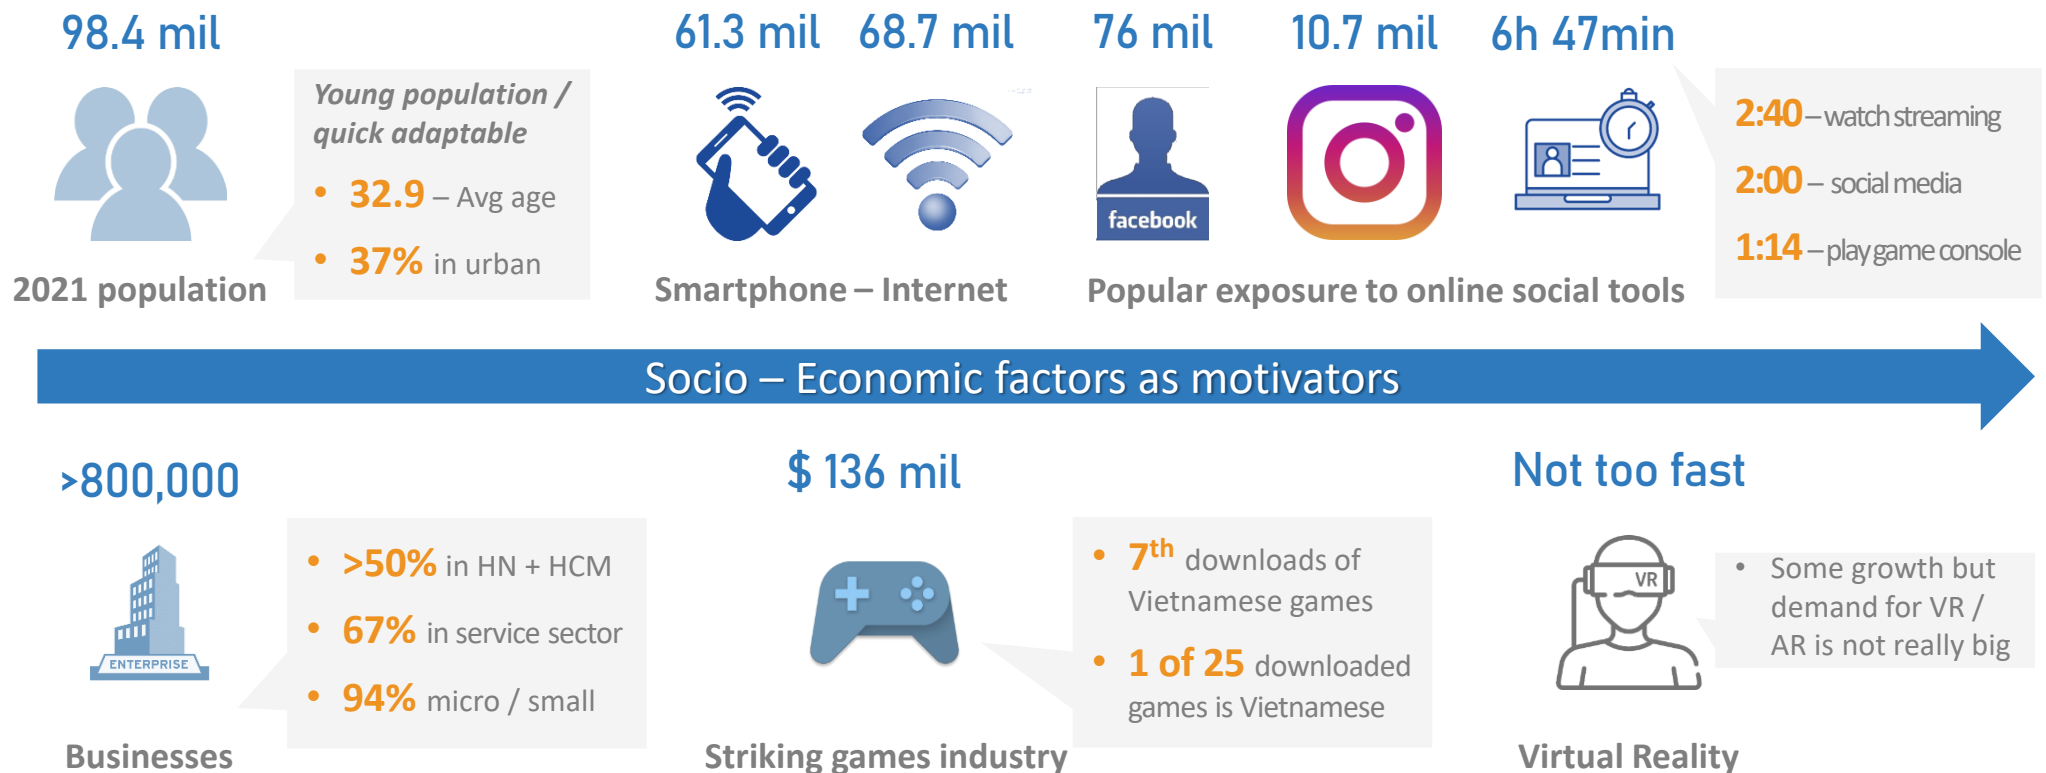 98.4 mil
Young population /
quick adaptable
• 32.9 – Avg age
• 37% in urban
2021 population
61.3 mil
68.7 mil
Smartphone – Internet
76 mil
10.7 mil
6h 47min
facebook
Popular exposure to online social tools
2:40 – watch streaming
2:00 – social media
1:14 – play game console
Socio – Economic factors as motivators
>800,000
ENTERPRISE
Businesses
• >50% in HN + HCM
• 67% in service sector
• 94% micro / small
$ 136 mil
Striking games industry
• 7th downloads of
Vietnamese games
• 1 of 25 downloaded
games is Vietnamese
Not too fast
VR
Virtual Reality
• Some growth but
demand for VR /
AR is not really big